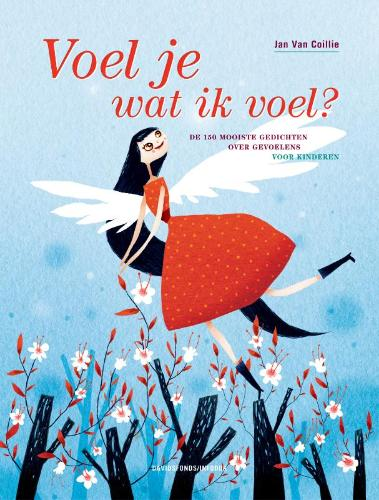 Jan Van Coillie
Voel je
wat ik voel?
DE 150 MOOISTE GEDICHTEN
OVER GEVOELENS
VOOR KINDEREN
DAVIDSFONDS/INFODOK